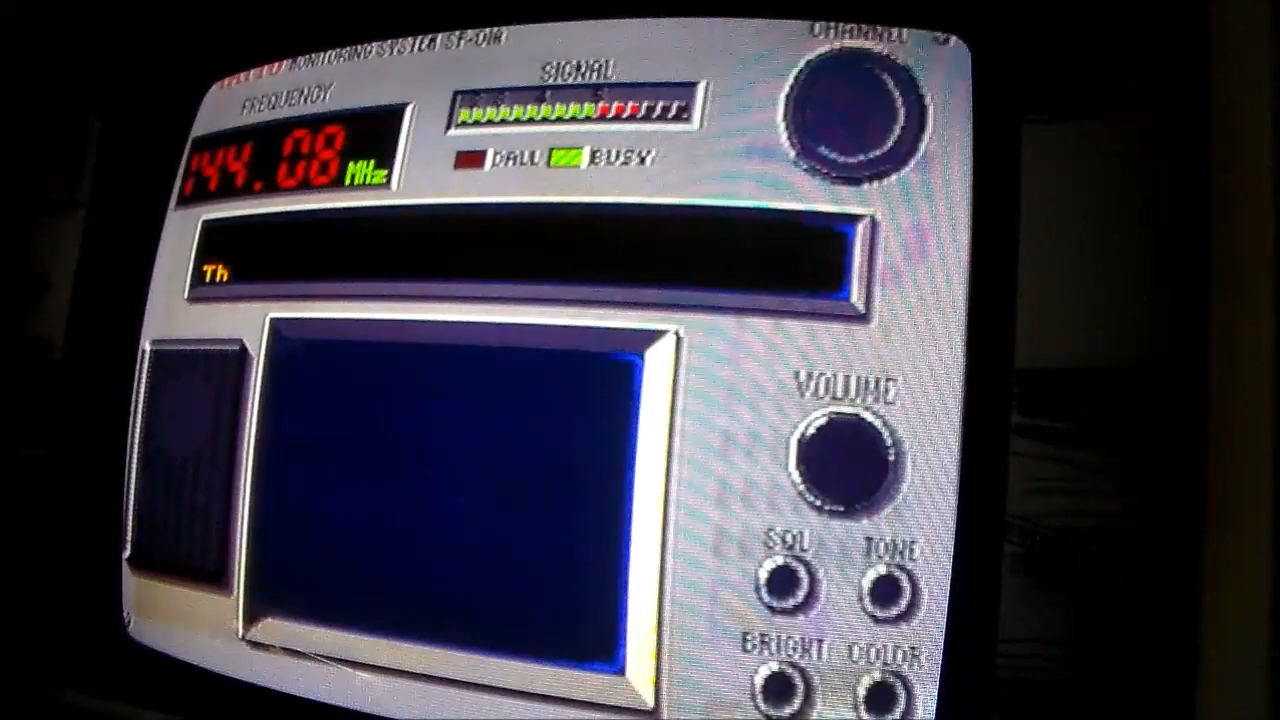 MONITORING SYSTEM SF-01R
CHANNEL
FREQUENCY
SIGNAL
144.08 MHz
CALL BUSY
Th
VOLUME
SQL TONE
BRIGHT COLOR